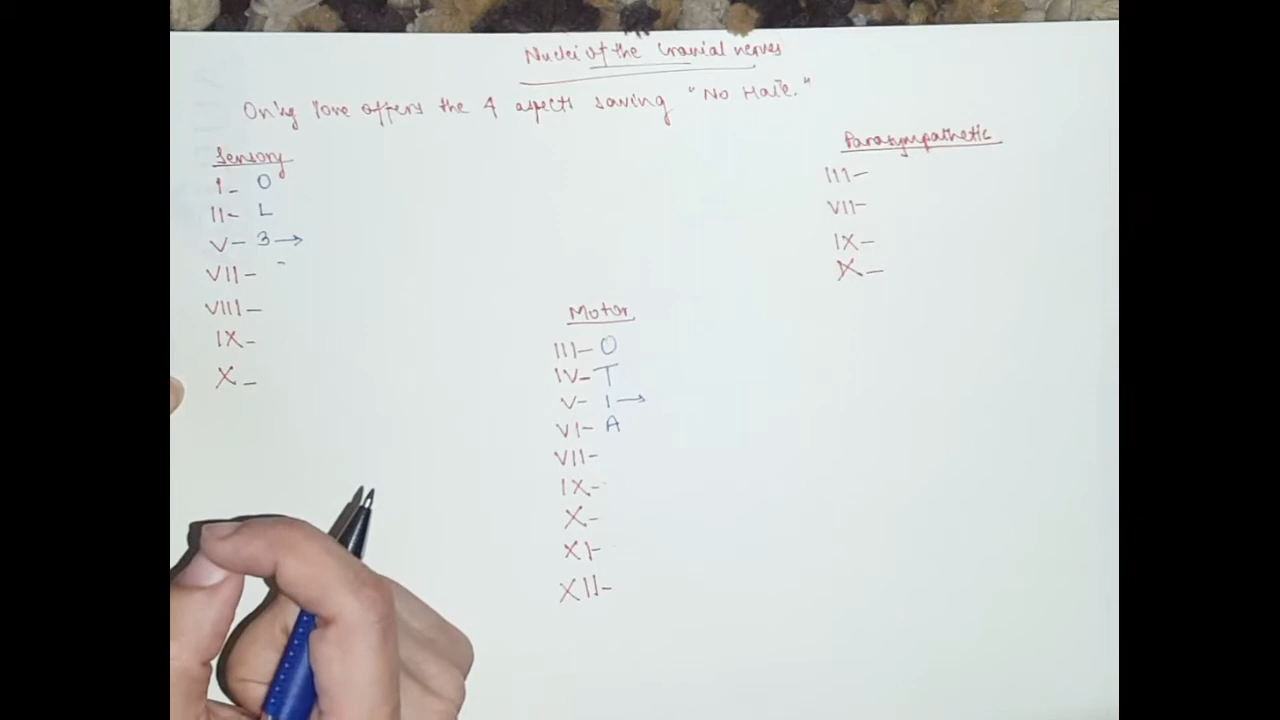 Nuclei of the Cranial nerves
Only love offers the 4 aspects saving "No Hate."
Sensory
I - O
II - L
V - 3 →
VII -
VIII -
IX -
X -
Motor
III - O
IV - T
V - 1 →
VI - A
VII -
IX -
X -
XI -
XII -
Parasympathetic
III -
VII -
IX -
X -